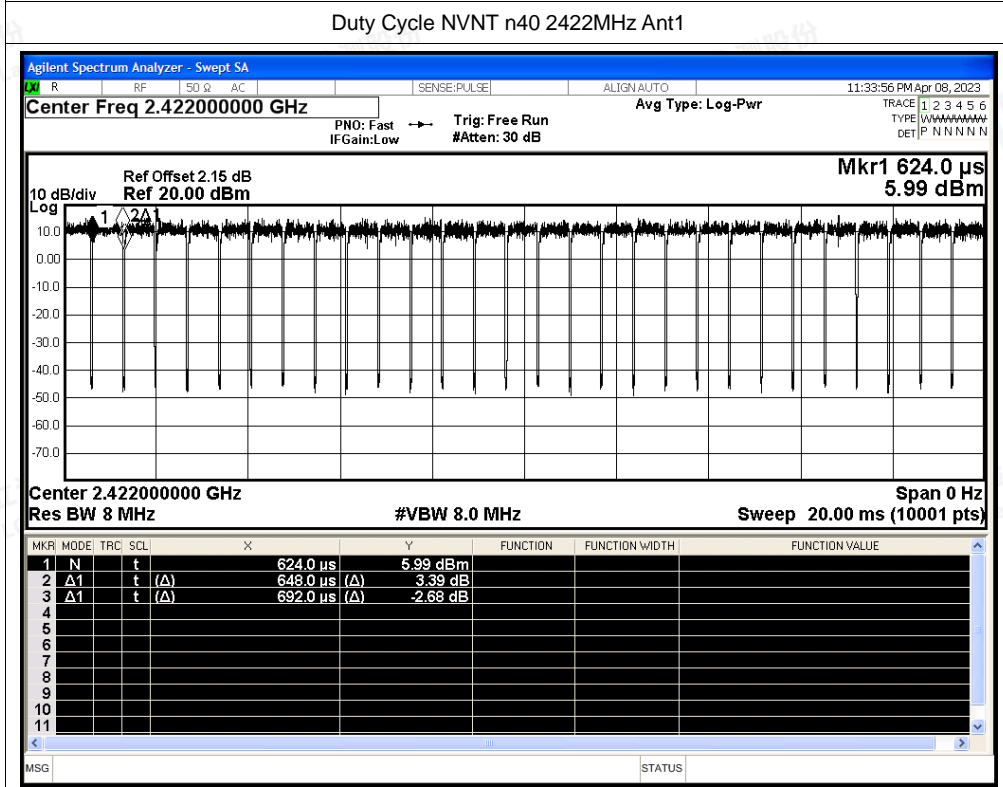 Duty Cycle NVNT n40 2422MHz Ant1
Agilent Spectrum Analyzer - Swept SA
LXI R RF 50 Ω AC SENSE:PULSE ALIGN AUTO 11:33:56 PM Apr 08, 2023
Center Freq 2.422000000 GHz Avg Type: Log-Pwr TRACE 1 2 3 4 5 6
PNO: Fast Trig: Free Run TYPE WWWWWW
IFGain:Low #Atten: 30 dB DET P N N N N N
Mkr1 624.0 µs
5.99 dBm
Ref Offset 2.15 dB
10 dB/div Ref 20.00 dBm
Log
1 2Δ1
10.0
0.00
-10.0
-20.0
-30.0
-40.0
-50.0
-60.0
-70.0
Center 2.422000000 GHz Span 0 Hz
Res BW 8 MHz #VBW 8.0 MHz Sweep 20.00 ms (10001 pts)
MKR MODE TRC SCL X Y FUNCTION FUNCTION WIDTH FUNCTION VALUE
1 N t 624.0 µs 5.99 dBm
2 Δ1 t (Δ) 648.0 µs (Δ) 3.39 dB
3 Δ1 t (Δ) 692.0 µs (Δ) -2.68 dB
4
5
6
7
8
9
10
11
MSG STATUS